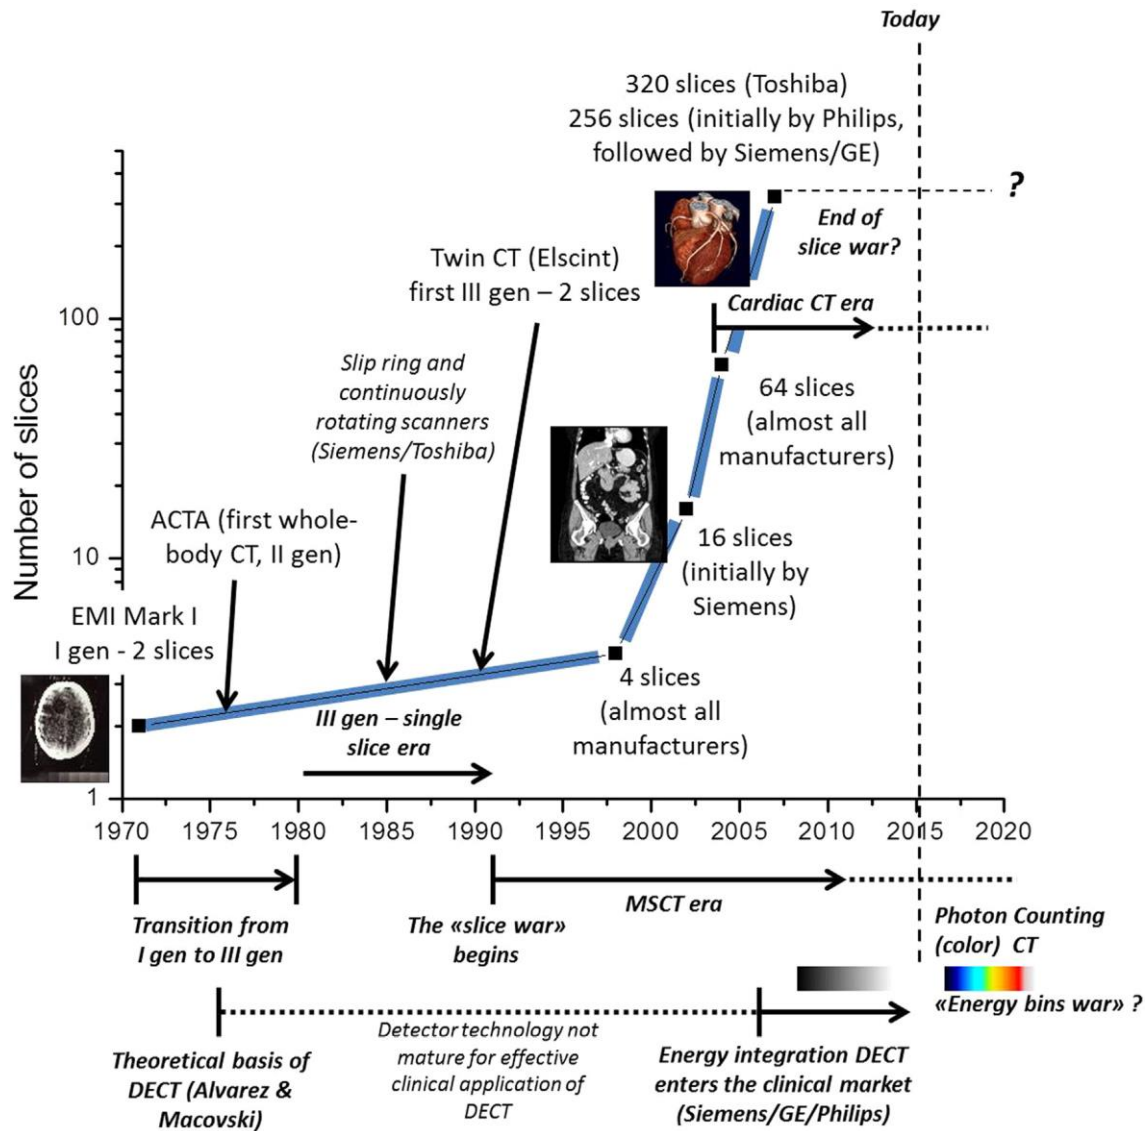 Today
320 slices (Toshiba)
256 slices (initially by Philips,
followed by Siemens/GE)
?
End of
slice war?
Twin CT (Elscint)
first III gen – 2 slices
Cardiac CT era
100
Slip ring and
continuously
rotating scanners
(Siemens/Toshiba)
64 slices
(almost all
manufacturers)
Number of slices
ACTA (first whole-
body CT, II gen)
16 slices
(initially by
Siemens)
10
EMI Mark I
I gen - 2 slices
4 slices
(almost all
manufacturers)
III gen – single
slice era
1
1970 1975 1980 1985 1990 1995 2000 2005 2010 2015 2020
Transition from
I gen to III gen
The «slice war»
begins
MSCT era
Photon Counting
(color) CT
«Energy bins war» ?
Theoretical basis of
DECT (Alvarez &
Macovski)
Detector technology not
mature for effective
clinical application of
DECT
Energy integration DECT
enters the clinical market
(Siemens/GE/Philips)